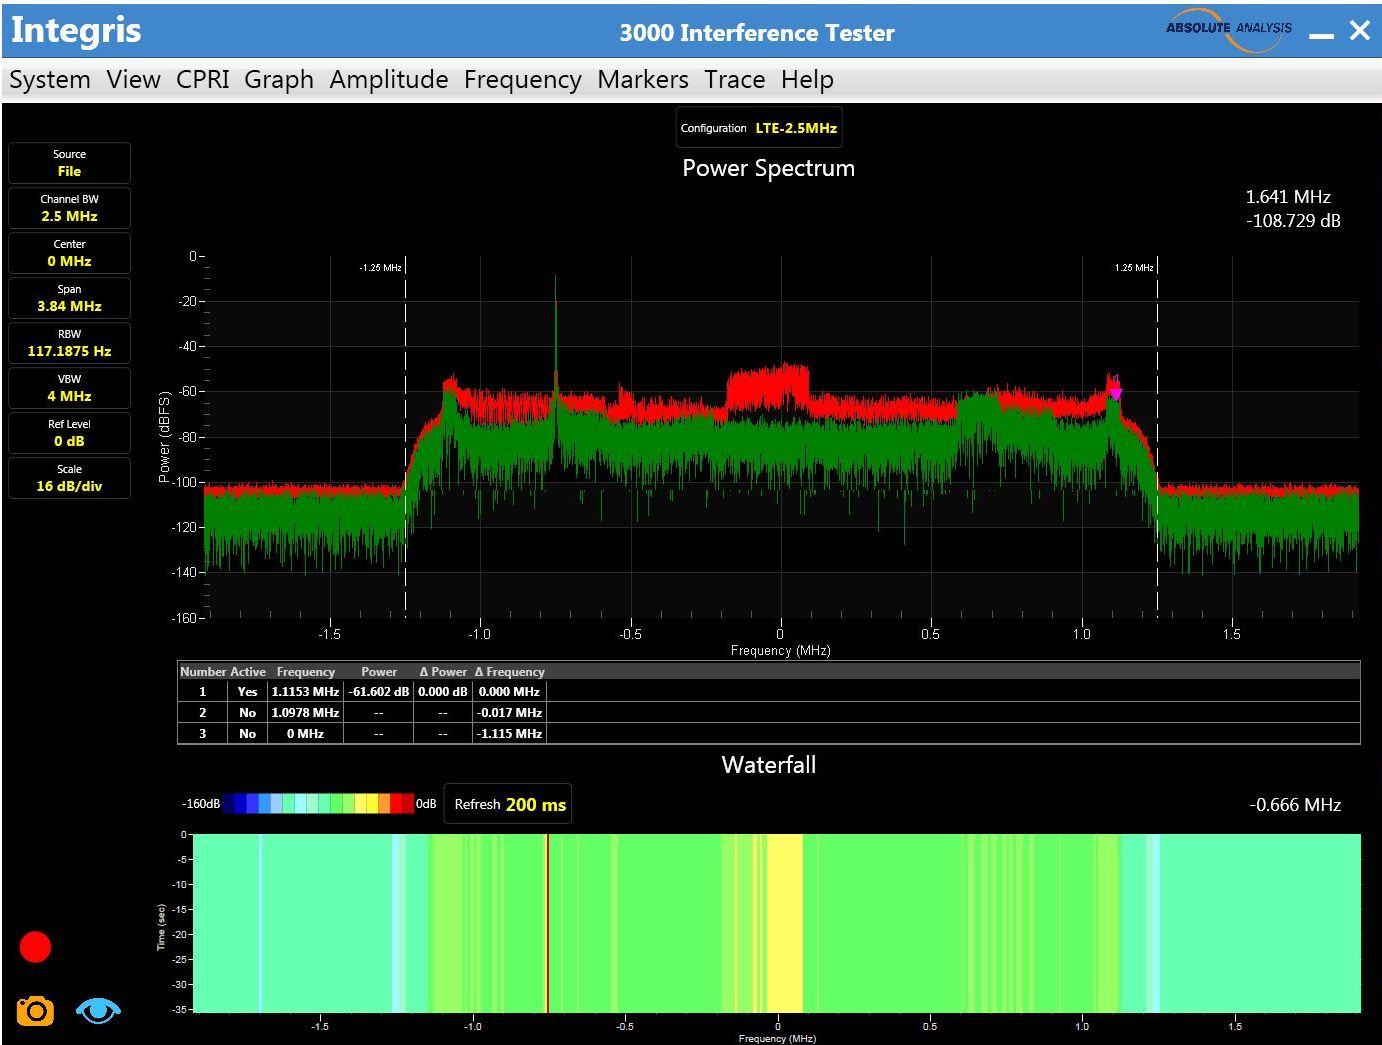 Integris
3000 Interference Tester
ABSOLUTE ANALYSIS
System View CPRI Graph Amplitude Frequency Markers Trace Help
Configuration LTE-2.5MHz
Power Spectrum
Source
File
Channel BW
2.5 MHz
Center
0 MHz
Span
3.84 MHz
RBW
117.1875 Hz
VBW
4 MHz
Ref Level
0 dB
Scale
16 dB/div
1.641 MHz
-108.729 dB
-1.25 MHz
1.25 MHz
Power (dBFS)
0
-20
-40
-60
-80
-100
-120
-140
-160
1
-1.5 -1.0 -0.5 0 0.5 1.0 1.5
Frequency (MHz)
Number Active Frequency Power Δ Power Δ Frequency
1 Yes 1.1153 MHz -61.602 dB 0.000 dB 0.000 MHz
2 No 1.0978 MHz -- -- -0.017 MHz
3 No 0 MHz -- -- -1.115 MHz
Waterfall
-160dB 0dB
Refresh 200 ms
-0.666 MHz
Time (sec)
0
-5
-10
-15
-20
-25
-30
-35
-1.5 -1.0 -0.5 0 0.5 1.0 1.5
Frequency (MHz)